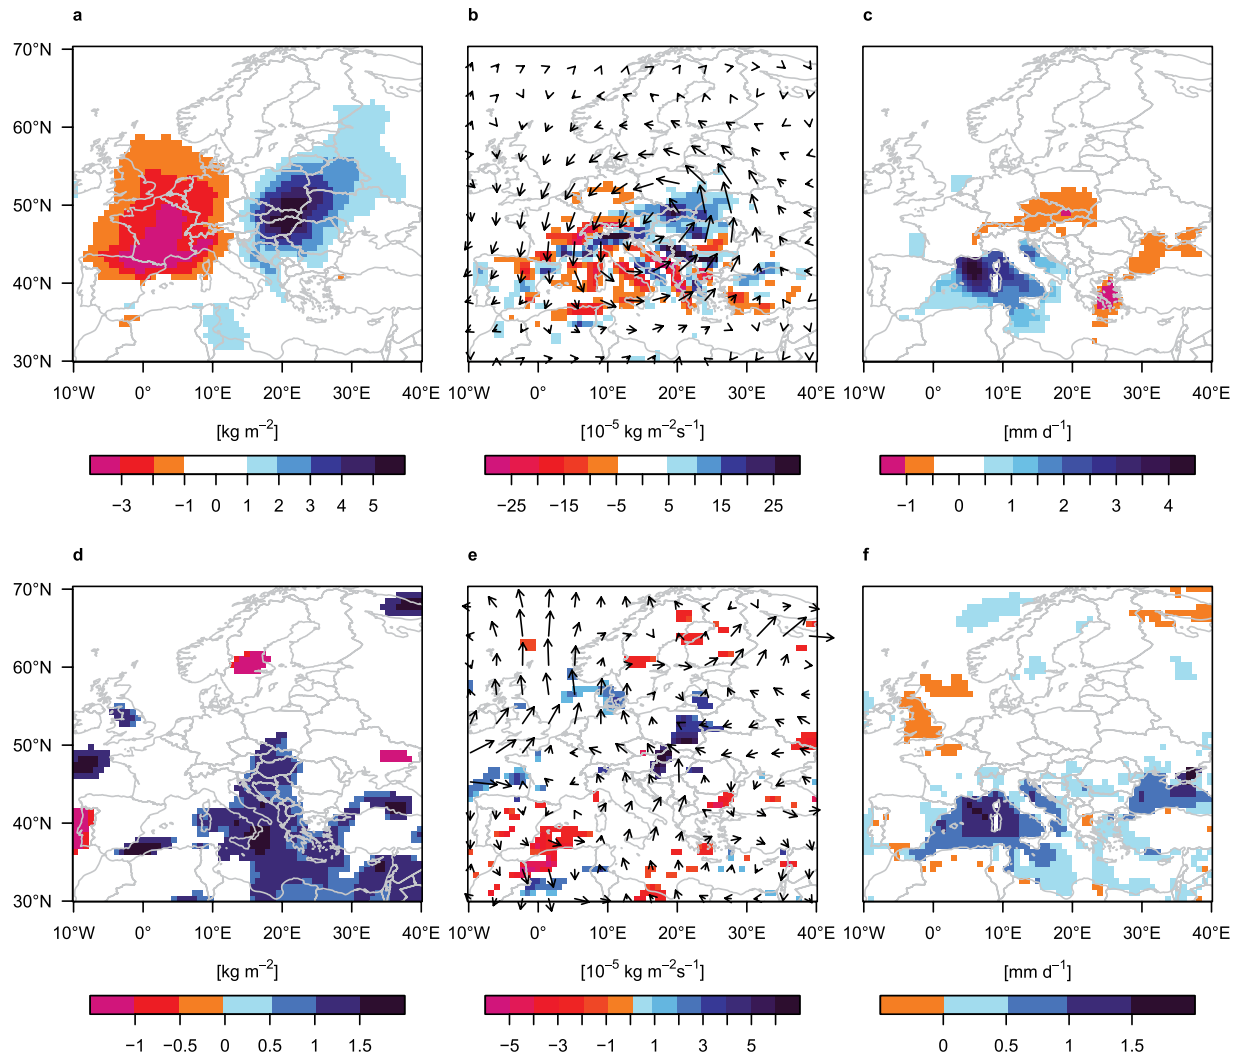 a b c
70°N
60°N
50°N
40°N
30°N
10°W 0° 10°E 20°E 30°E 40°E 10°W 0° 10°E 20°E 30°E 40°E 10°W 0° 10°E 20°E 30°E 40°E
[kg m⁻²] [10⁻⁵ kg m⁻²s⁻¹] [mm d⁻¹]
−3 −1 0 1 2 3 4 5 −25 −15 −5 5 15 25 −1 0 1 2 3 4
d e f
70°N
60°N
50°N
40°N
30°N
10°W 0° 10°E 20°E 30°E 40°E 10°W 0° 10°E 20°E 30°E 40°E 10°W 0° 10°E 20°E 30°E 40°E
[kg m⁻²] [10⁻⁵ kg m⁻²s⁻¹] [mm d⁻¹]
−1 −0.5 0 0.5 1 1.5 −5 −3 −1 1 3 5 0 0.5 1 1.5